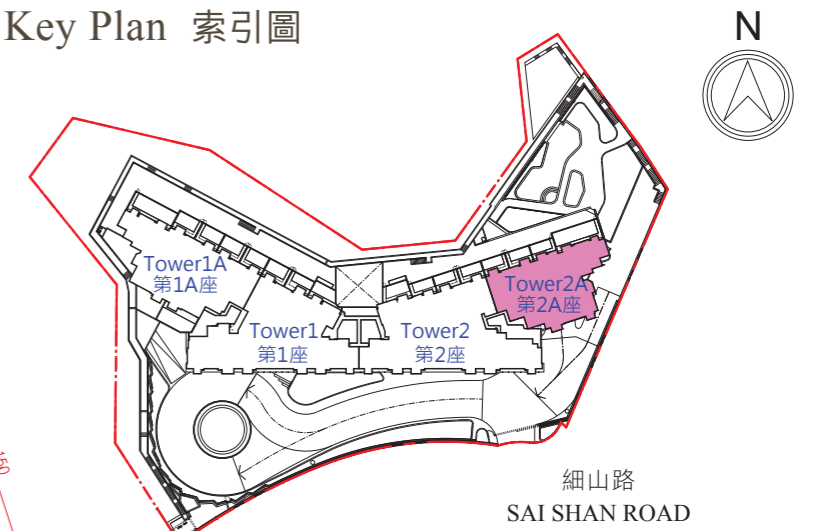 Key Plan 索引圖
N
Tower1A
第1A座
Tower2A
第2A座
Tower1
第1座
Tower2
第2座
450
細山路
SAI SHAN ROAD